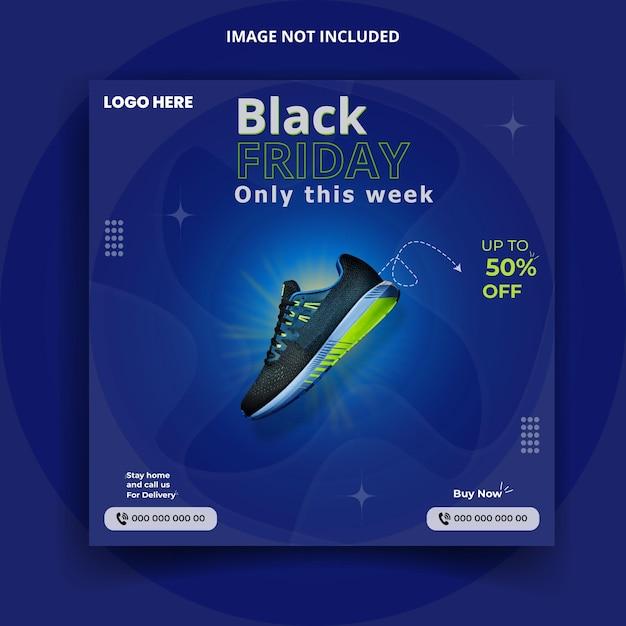 IMAGE NOT INCLUDED
LOGO HERE
Black
FRIDAY
Only this week
UP TO
50%
OFF
Stay home
and call us
For Delivery
000 000 000 00
Buy Now
000 000 000 00